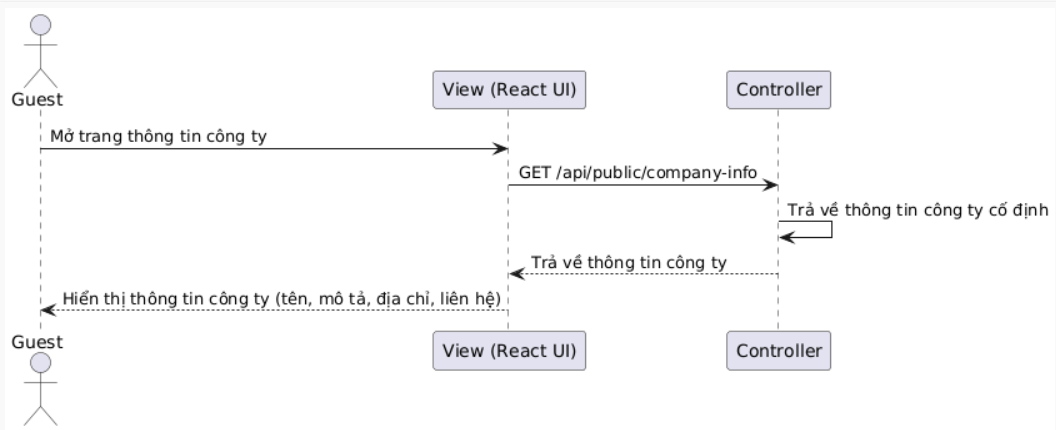 Guest
View (React UI)
Controller
Mở trang thông tin công ty
GET /api/public/company-info
Trả về thông tin công ty cố định
Trả về thông tin công ty
Hiển thị thông tin công ty (tên, mô tả, địa chỉ, liên hệ)
Guest
View (React UI)
Controller